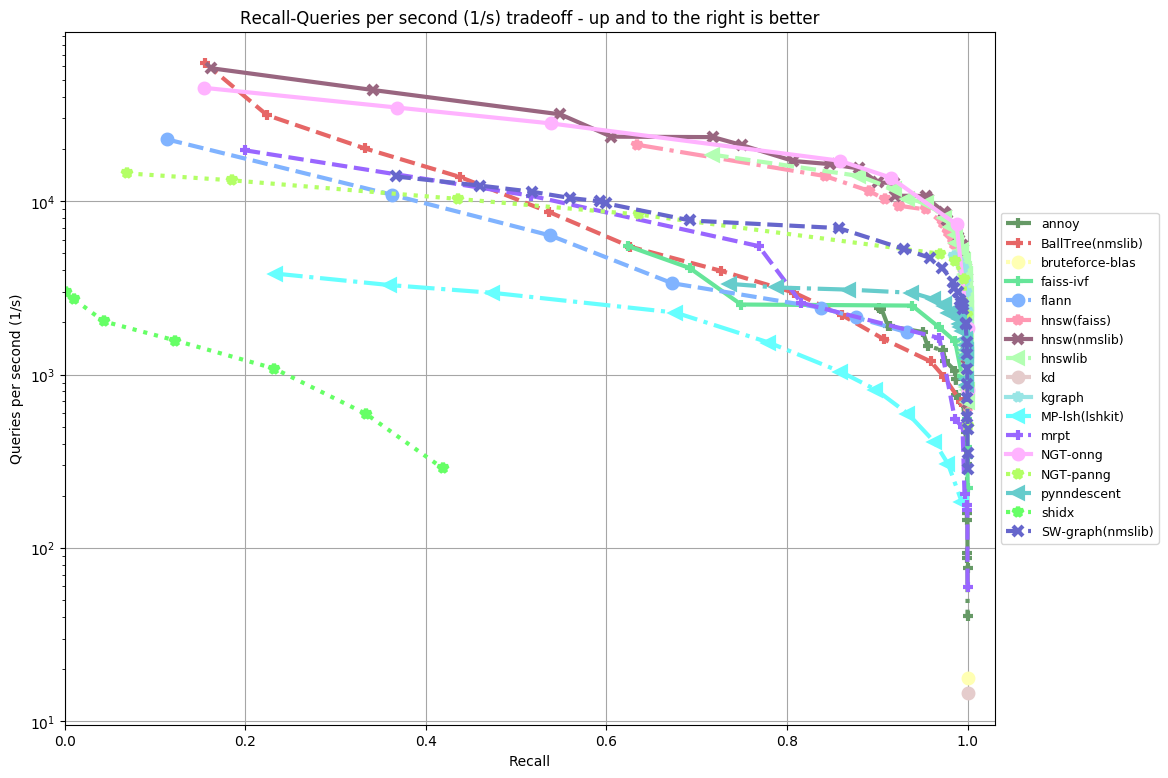 Recall-Queries per second (1/s) tradeoff - up and to the right is better
Queries per second (1/s)
10^4
10^3
10^2
10^1
0.0
0.2
0.4
0.6
0.8
1.0
Recall
annoy
BallTree(nmslib)
bruteforce-blas
faiss-ivf
flann
hnsw(faiss)
hnsw(nmslib)
hnswlib
kd
kgraph
MP-lsh(lshkit)
mrpt
NGT-onng
NGT-panng
pynndescent
shidx
SW-graph(nmslib)